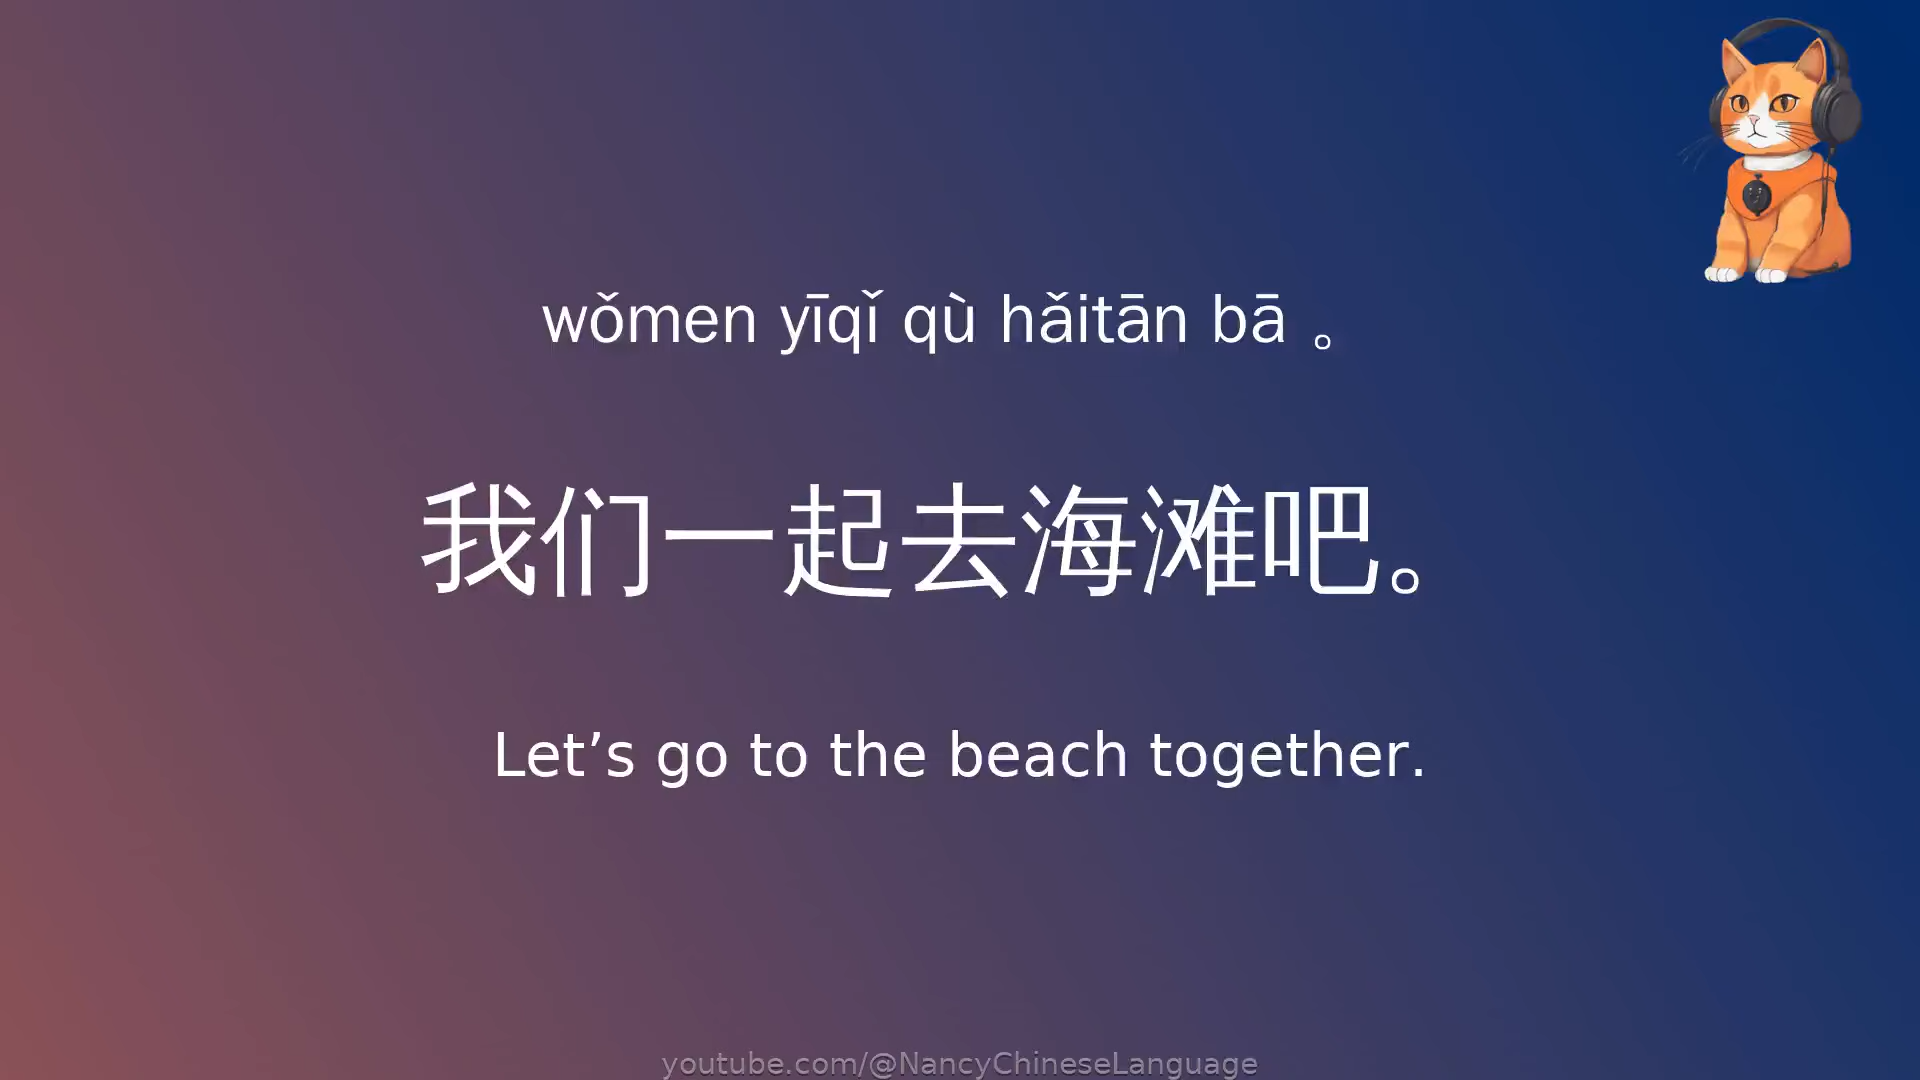 wǒmen yīqǐ qù hǎitān bā 。
我们一起去海滩吧。
Let’s go to the beach together.
youtube.com/@NancyChineseLanguage